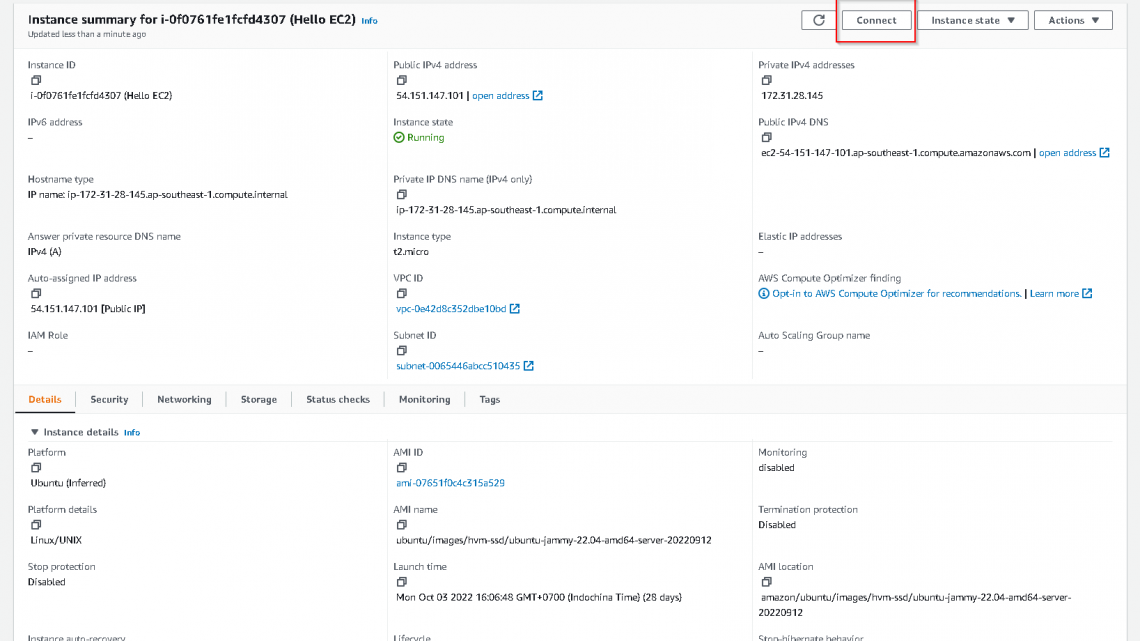 Instance summary for i-0f0761fe1fcfd4307 (Hello EC2) Info
Updated less than a minute ago
Connect
Instance state
Actions
Instance ID
i-0f0761fe1fcfd4307 (Hello EC2)
Public IPv4 address
54.151.147.101 | open address
Private IPv4 addresses
172.31.28.145
IPv6 address
–
Instance state
Running
Public IPv4 DNS
ec2-54-151-147-101.ap-southeast-1.compute.amazonaws.com | open address
Hostname type
IP name: ip-172-31-28-145.ap-southeast-1.compute.internal
Private IP DNS name (IPv4 only)
ip-172-31-28-145.ap-southeast-1.compute.internal
Answer private resource DNS name
IPv4 (A)
Instance type
t2.micro
Elastic IP addresses
–
Auto-assigned IP address
54.151.147.101 [Public IP]
VPC ID
vpc-0e42d8c352dbe10bd
AWS Compute Optimizer finding
Opt-in to AWS Compute Optimizer for recommendations. | Learn more
IAM Role
–
Subnet ID
subnet-0065446abcc510435
Auto Scaling Group name
–
Details
Security
Networking
Storage
Status checks
Monitoring
Tags
Instance details Info
Platform
Ubuntu (Inferred)
AMI ID
ami-07651f0c4c315a529
Monitoring
disabled
Platform details
Linux/UNIX
AMI name
ubuntu/images/hvm-ssd/ubuntu-jammy-22.04-amd64-server-20220912
Termination protection
Disabled
Stop protection
Disabled
Launch time
Mon Oct 03 2022 16:06:48 GMT+0700 (Indochina Time) (28 days)
AMI location
amazon/ubuntu/images/hvm-ssd/ubuntu-jammy-22.04-amd64-server-
20220912
Instance auto-recovery
Lifecycle
Stop-hibernate behavior